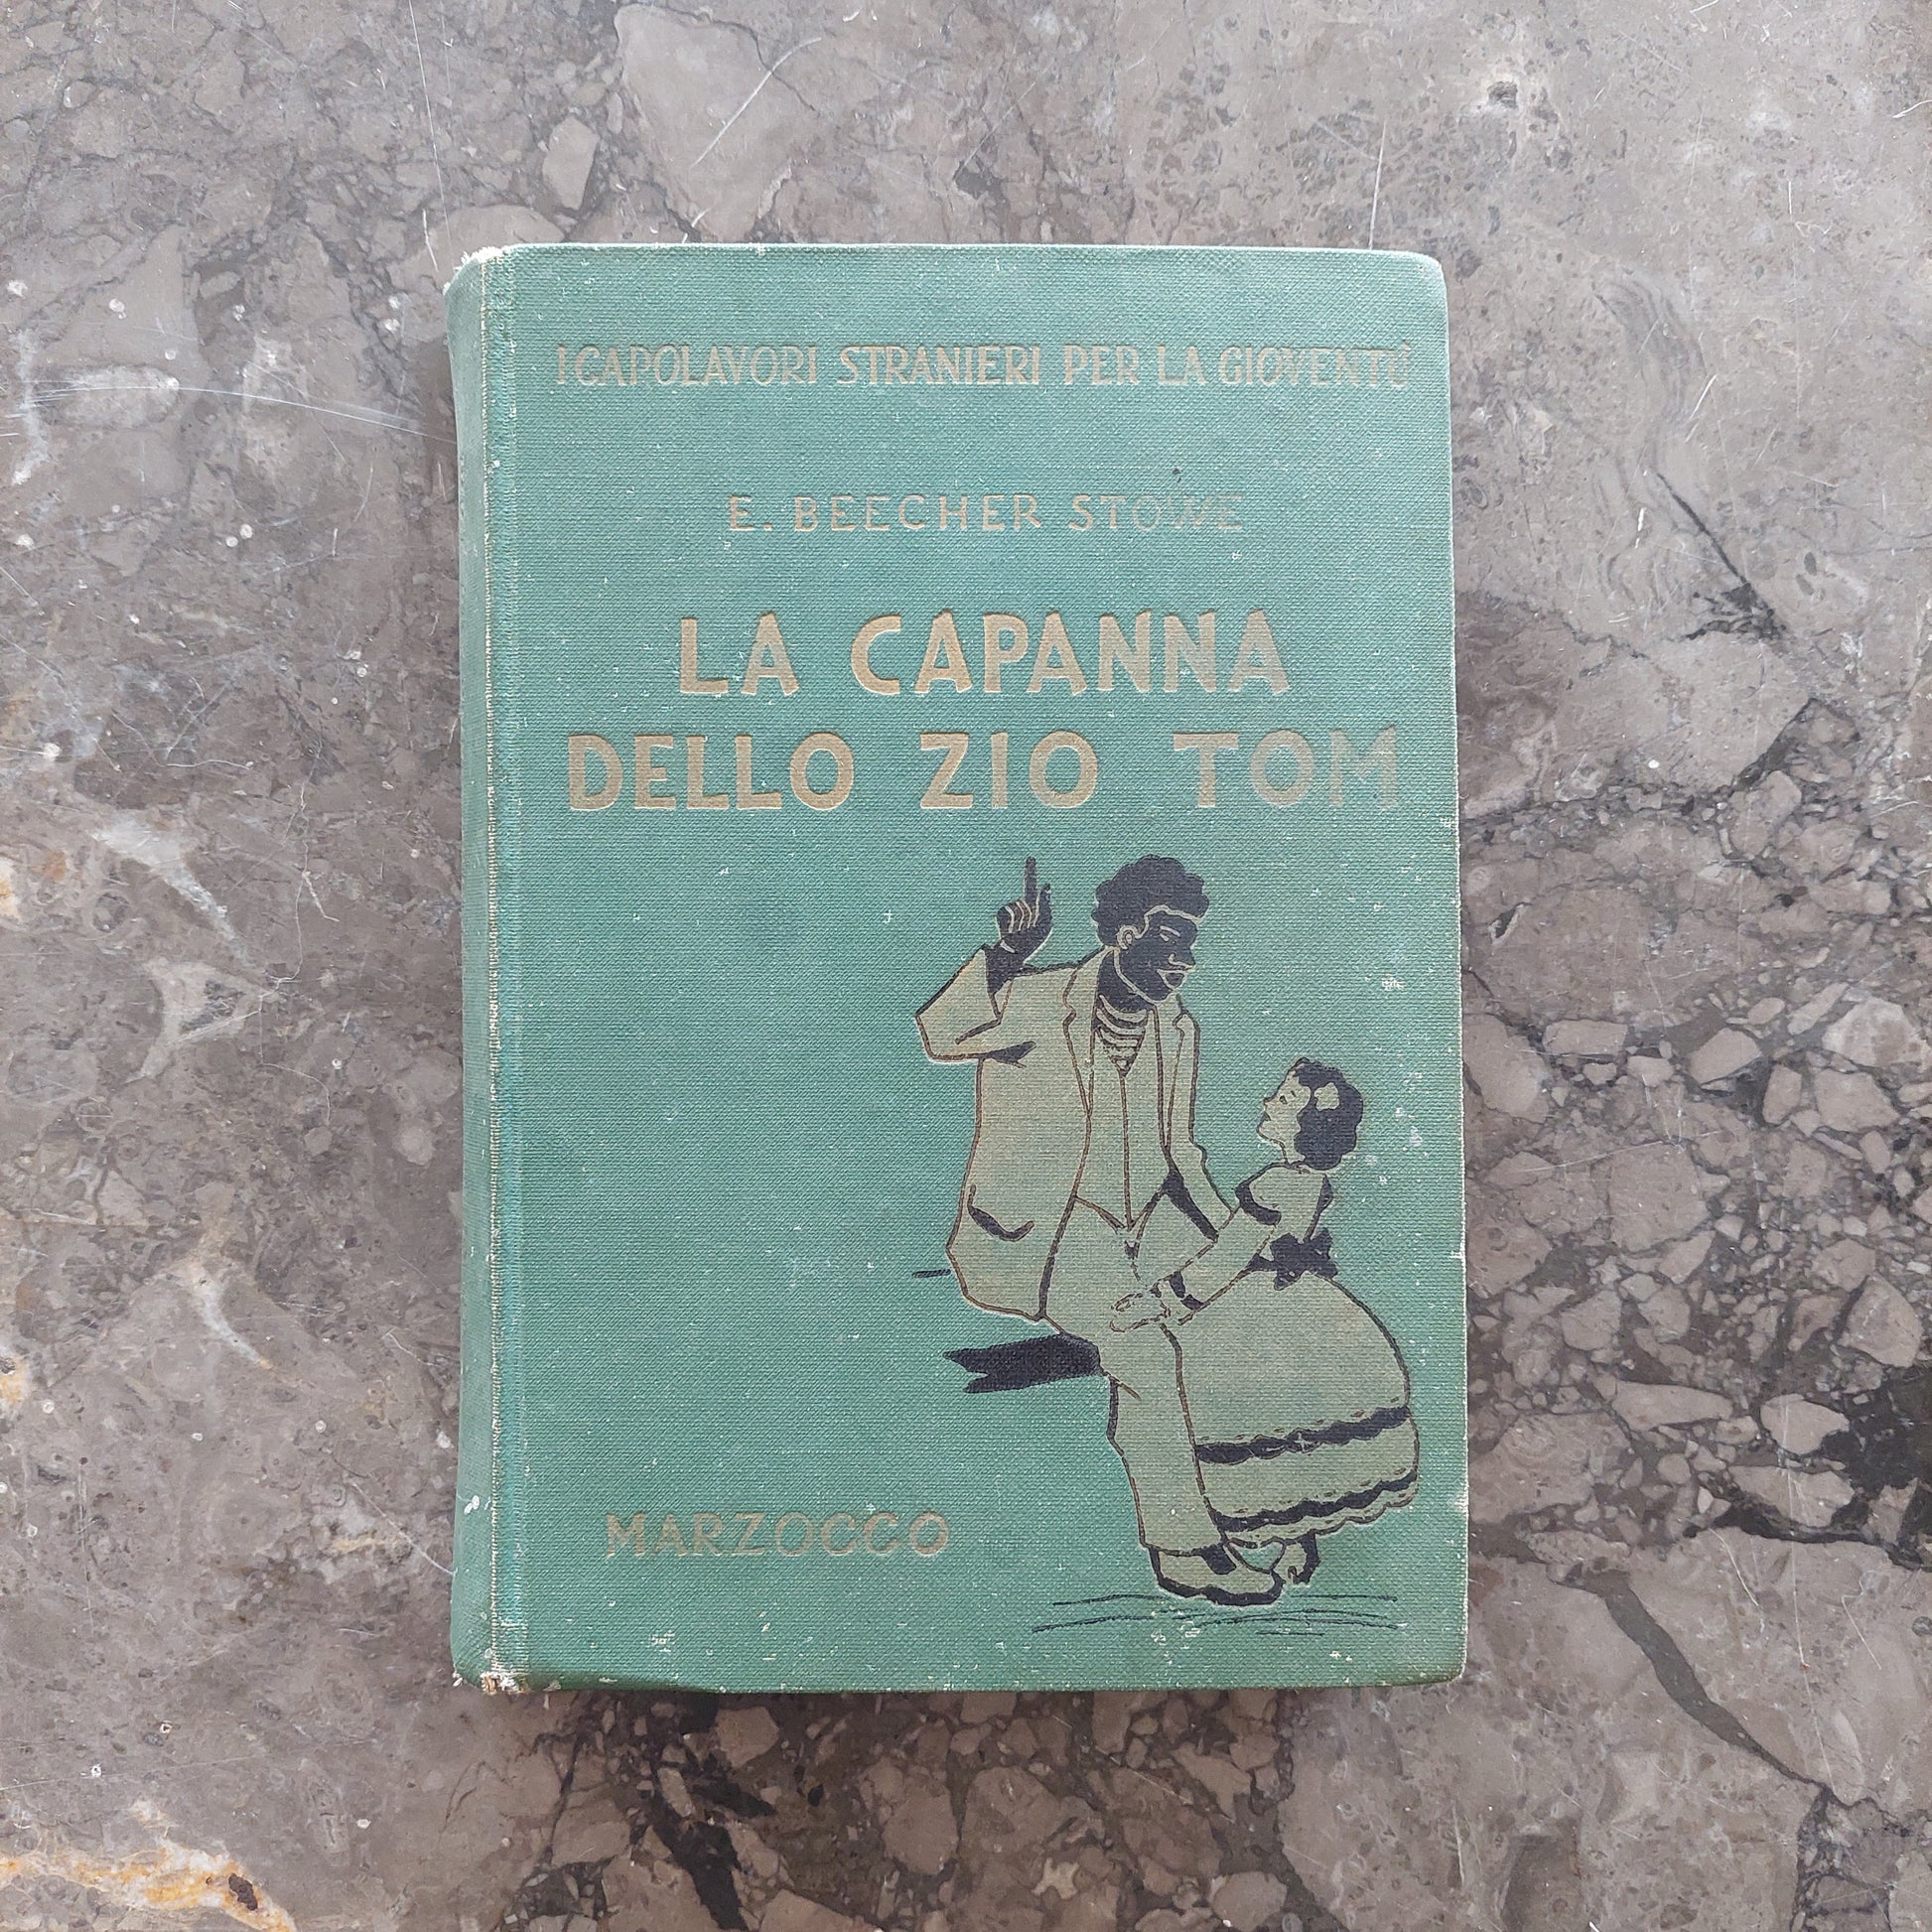 I CAPOLAVORI STRANIERI PER LA GIOVENTÙ
E. BEECHER STOWE
LA CAPANNA
DELLO ZIO TOM
MARZOCCO